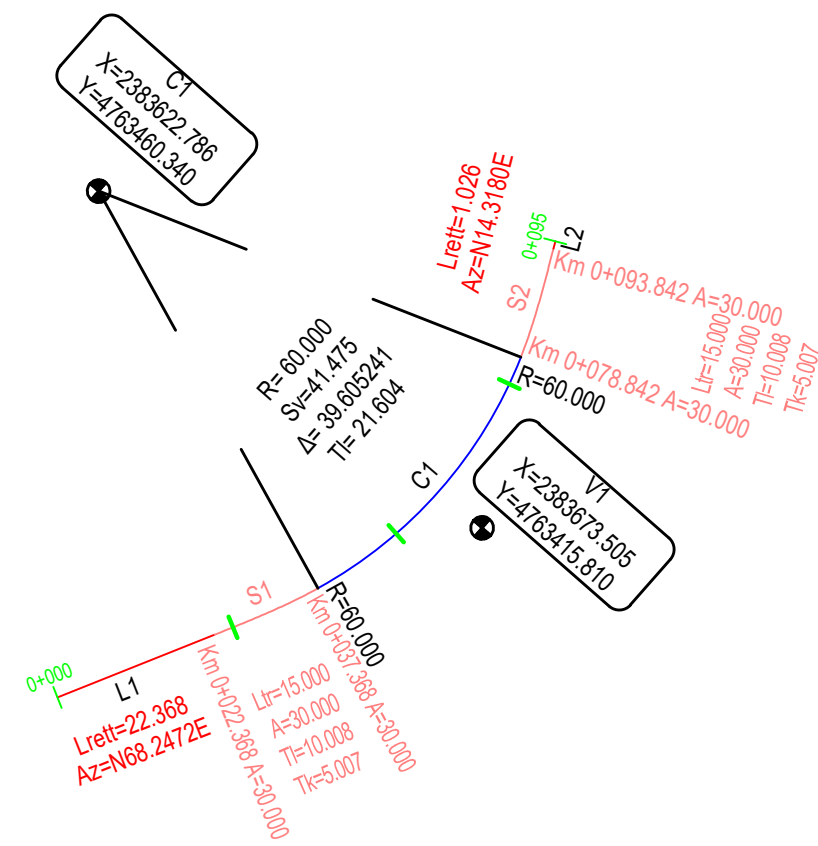 C1
X=2383622.786
Y=4763460.340
Lrett=1.026
Az=N14.3180E
0+095
L2
S2
Km 0+093.842 A=30.000
Ltr=15.000
A=30.000
Tl=10.008
Tk=5.007
Km 0+078.842 A=30.000
R=60.000
R= 60.000
Sv=41.475
Δ= 39.605241
Tl= 21.604
C1
V1
X=2383673.505
Y=4763415.810
S1
R=60.000
Km 0+037.368 A=30.000
0+000
L1
Lrett=22.368
Az=N68.2472E
Km 0+022.368 A=30.000
Ltr=15.000
A=30.000
Tl=10.008
Tk=5.007